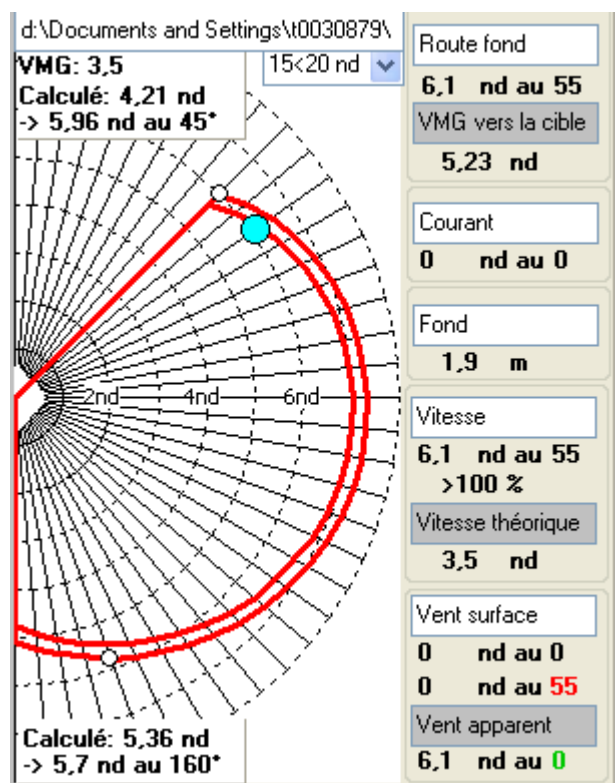 d:\Documents and Settings\t0030879\
VMG: 3,5
15<20 nd
Calculé: 4,21 nd
-> 5,96 nd au 45°
2nd 4nd 6nd
Calculé: 5,36 nd
-> 5,7 nd au 160°
Route fond
6,1 nd au 55
VMG vers la cible
5,23 nd
Courant
0 nd au 0
Fond
1,9 m
Vitesse
6,1 nd au 55
>100 %
Vitesse théorique
3,5 nd
Vent surface
0 nd au 0
0 nd au 55
Vent apparent
6,1 nd au 0